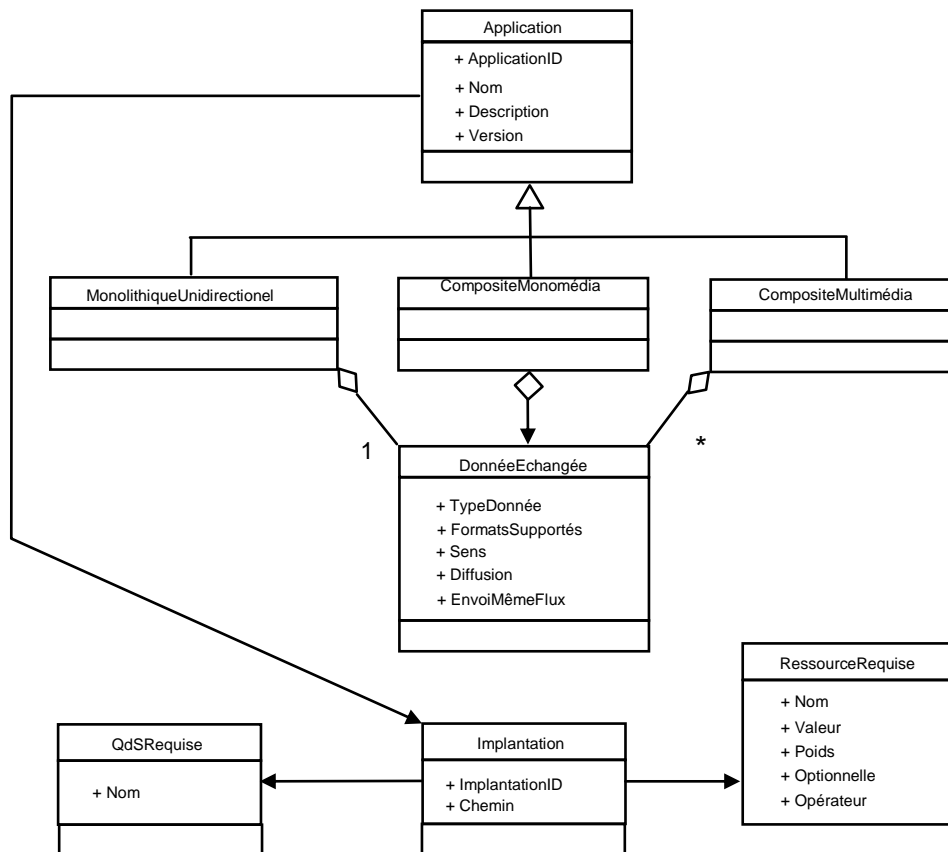 Application
+ ApplicationID
+ Nom
+ Description
+ Version
MonolithiqueUnidirectionel
CompositeMonomédia
CompositeMultimédia
1
*
DonnéeEchangée
+ TypeDonnée
+ FormatsSupportés
+ Sens
+ Diffusion
+ EnvoiMêmeFlux
RessourceRequise
+ Nom
+ Valeur
+ Poids
+ Optionnelle
+ Opérateur
QdSRequise
+ Nom
Implantation
+ ImplantationID
+ Chemin